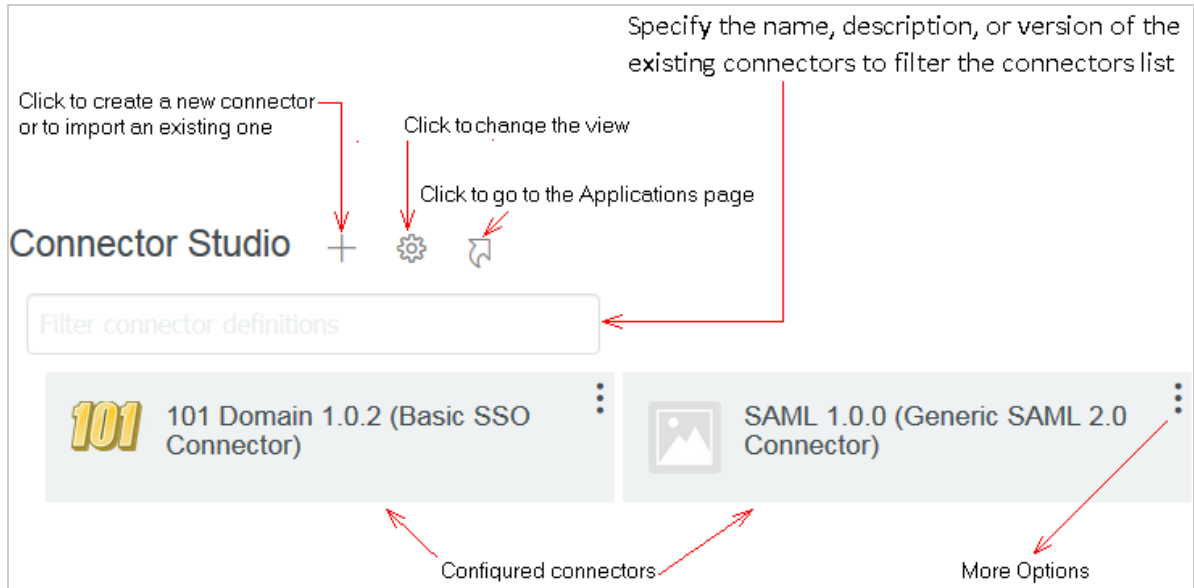 Specify the name, description, or version of the
existing connectors to filter the connectors list
Click to create a new connector
or to import an existing one
Click to change the view
Click to go to the Applications page
Connector Studio
Filter connector definitions
101
101 Domain 1.0.2 (Basic SSO
Connector)
SAML 1.0.0 (Generic SAML 2.0
Connector)
Configured connectors
More Options